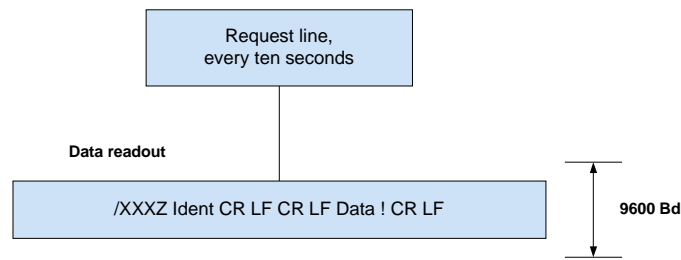 Request line,
every ten seconds
Data readout
/XXXZ Ident CR LF CR LF Data ! CR LF
9600 Bd